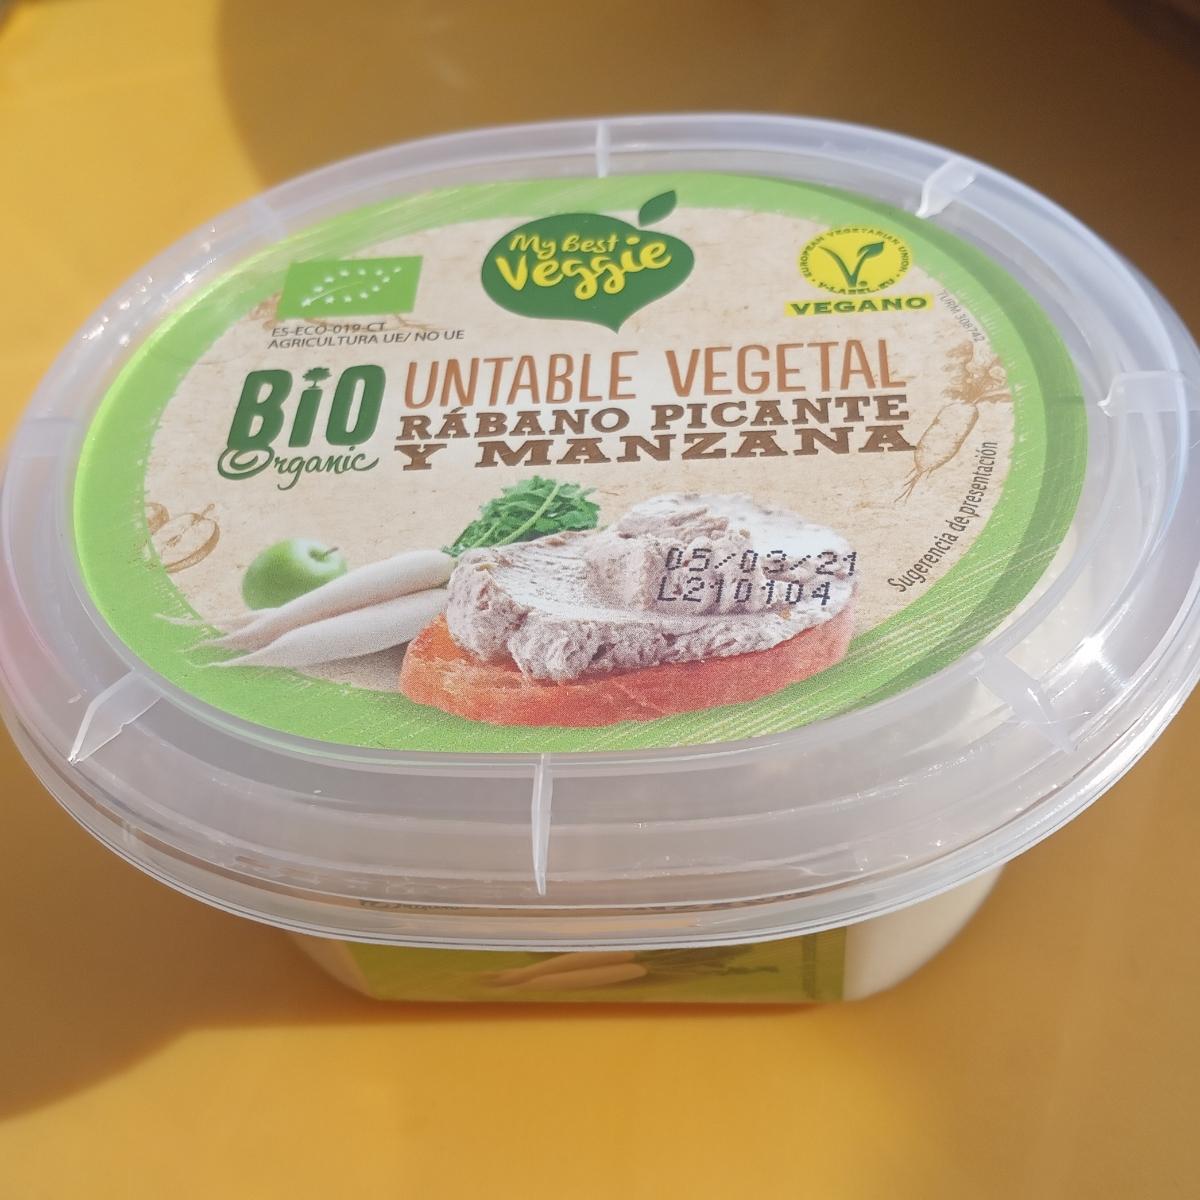 My Best
Veggie
EUROPEAN VEGETARIAN UNION
V-LABEL.EU
VEGANO
ES-ECO-019-CT
AGRICULTURA UE/ NO UE
BiO
Organic
UNTABLE VEGETAL
RÁBANO PICANTE
Y MANZANA
Sugerencia de presentación
05/03/21
L210104